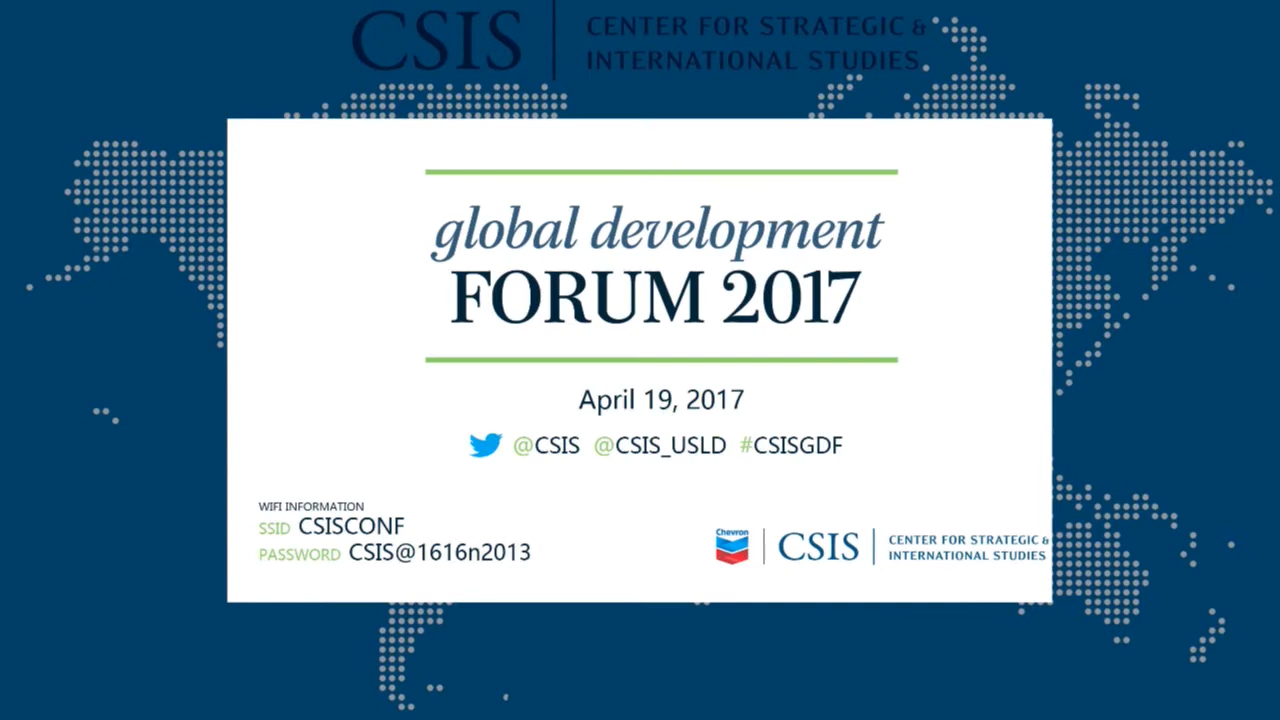 CSIS
CENTER FOR STRATEGIC &
INTERNATIONAL STUDIES
global development
FORUM 2017
April 19, 2017
@CSIS @CSIS_USLD #CSISGDF
WIFI INFORMATION
SSID CSISCONF
PASSWORD CSIS@1616n2013
Chevron
CSIS
CENTER FOR STRATEGIC &
INTERNATIONAL STUDIES